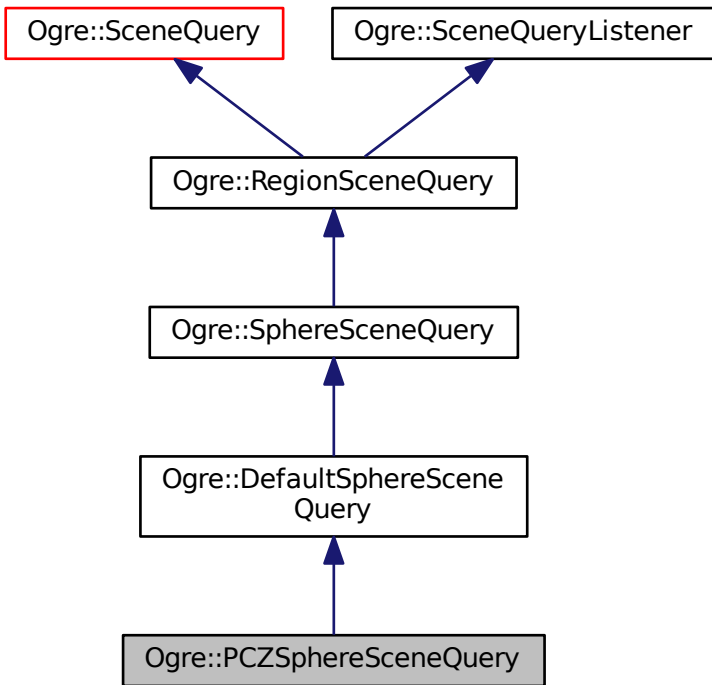 Ogre::SceneQuery
Ogre::SceneQueryListener
Ogre::RegionSceneQuery
Ogre::SphereSceneQuery
Ogre::DefaultSphereScene
Query
Ogre::PCZSphereSceneQuery